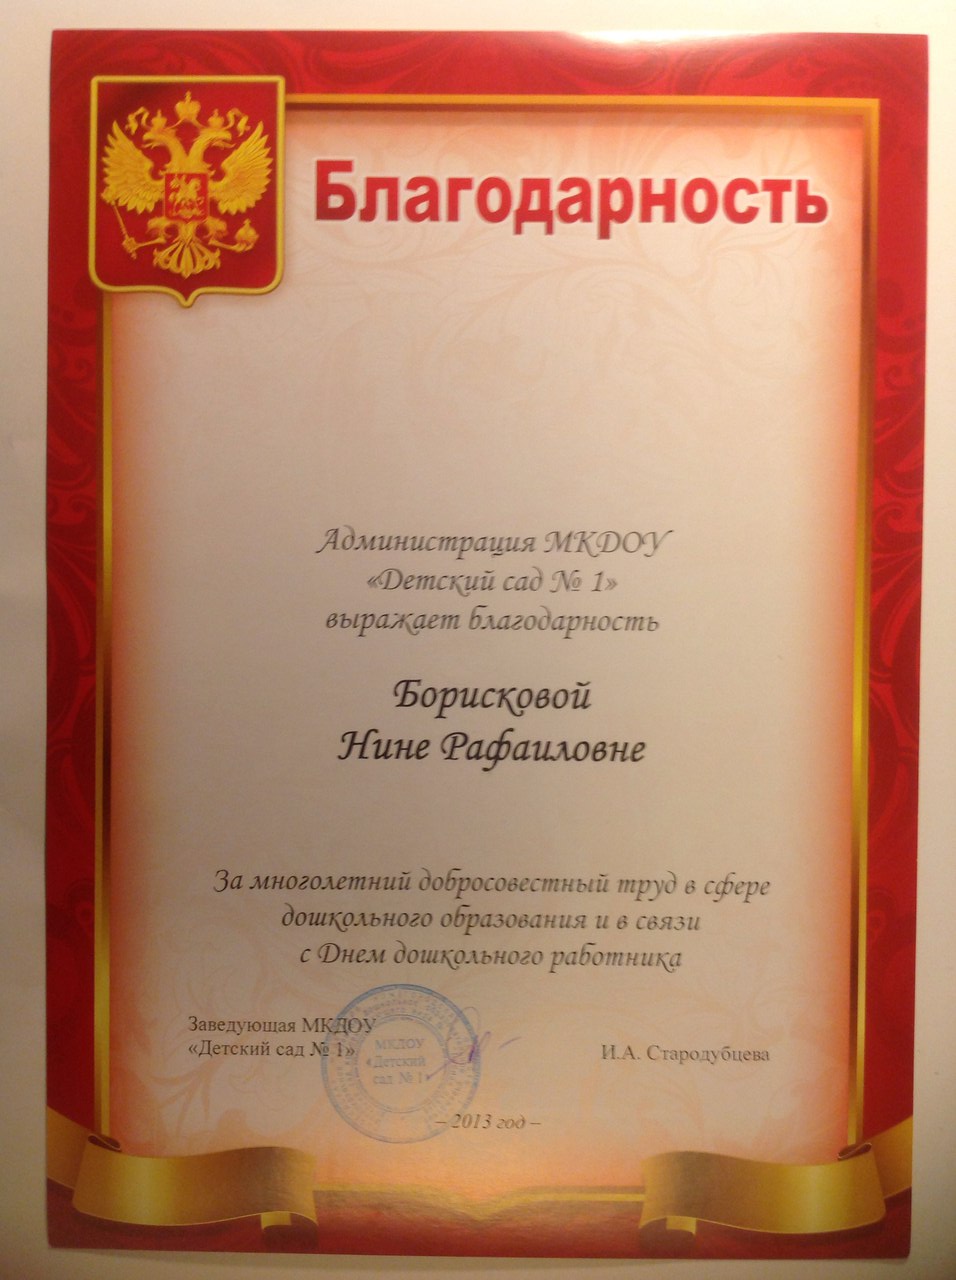 Благодарность
Администрация МКДОУ
«Детский сад № 1»
выражает благодарность
Борисковой
Нине Рафаиловне
За многолетний добросовестный труд в сфере
дошкольного образования и в связи
с Днем дошкольного работника
Заведующая МКДОУ
«Детский сад № 1»
И.А. Стародубцева
МКДОУ
«Детский
сад № 1»
– 2013 год –